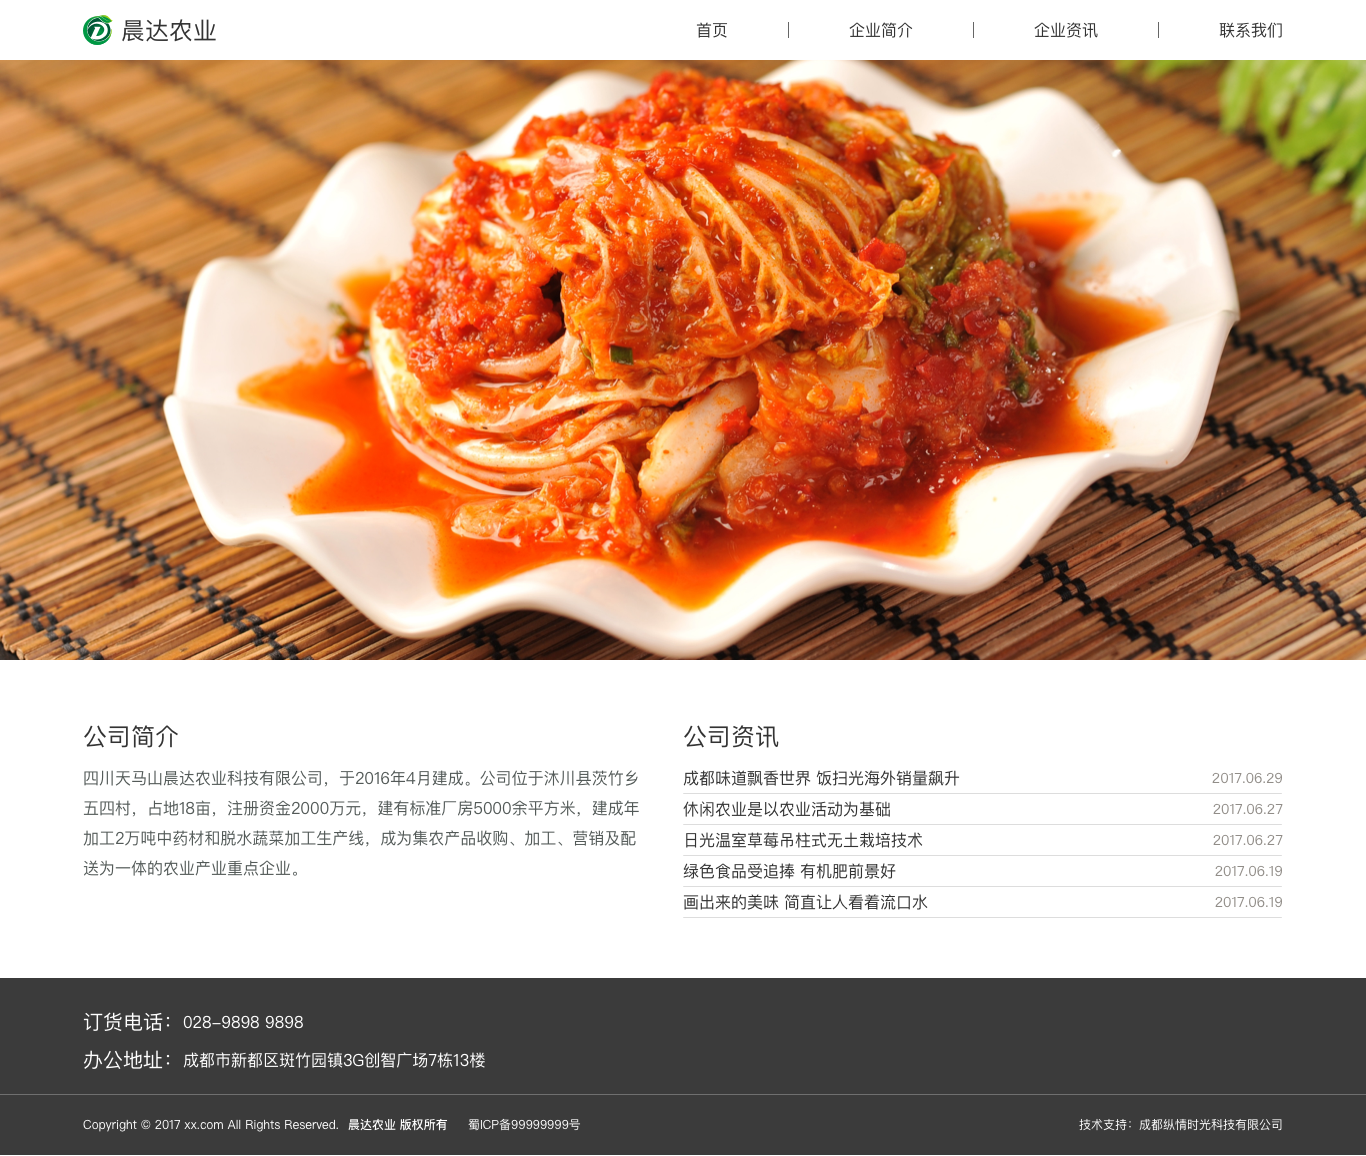 晨达农业
首页 企业简介 企业资讯 联系我们
公司简介
四川天马山晨达农业科技有限公司，于2016年4月建成。公司位于沐川县茨竹乡
五四村，占地18亩，注册资金2000万元，建有标准厂房5000余平方米，建成年
加工2万吨中药材和脱水蔬菜加工生产线，成为集农产品收购、加工、营销及配
送为一体的农业产业重点企业。
公司资讯
成都味道飘香世界 饭扫光海外销量飙升 2017.06.29
休闲农业是以农业活动为基础 2017.06.27
日光温室草莓吊柱式无土栽培技术 2017.06.27
绿色食品受追捧 有机肥前景好 2017.06.19
画出来的美味 简直让人看着流口水 2017.06.19
订货电话：028-9898 9898
办公地址：成都市新都区斑竹园镇3G创智广场7栋13楼
Copyright © 2017 xx.com All Rights Reserved. 晨达农业 版权所有 蜀ICP备99999999号 技术支持：成都纵情时光科技有限公司